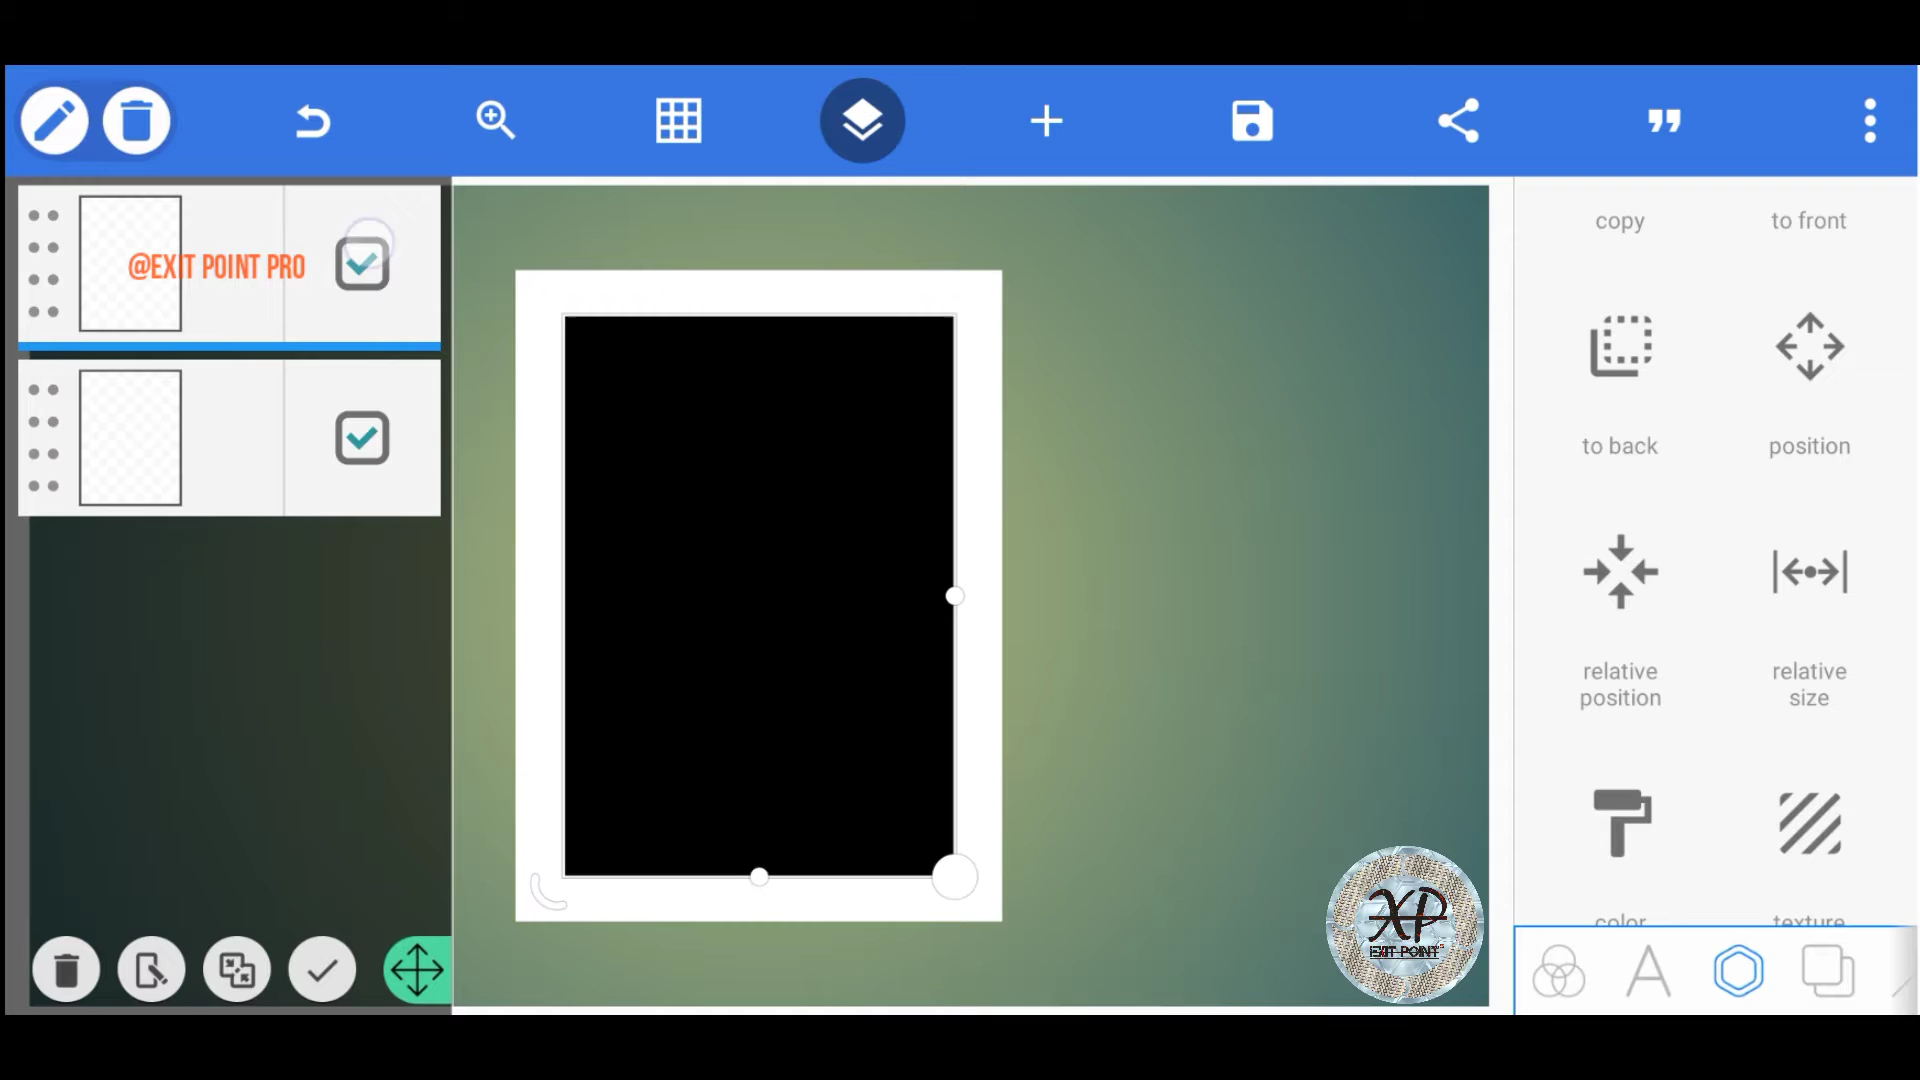 copy
to front
@EXIT POINT PRO
to back
position
relative
position
relative
size
color
texture
XP
EXIT POINT